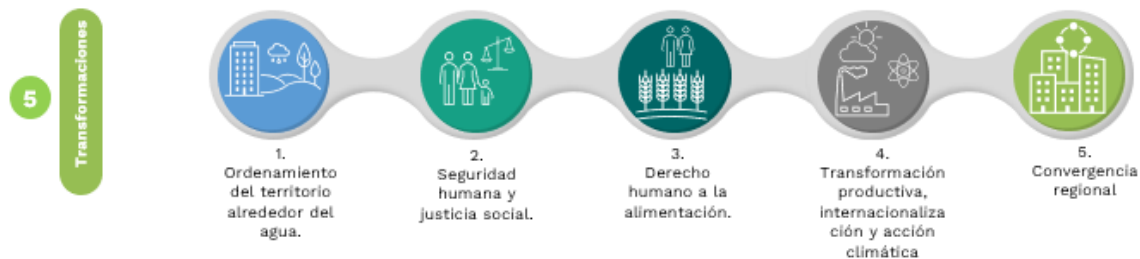 5
Transformaciones
1.
Ordenamiento
del territorio
alrededor del
agua.
2.
Seguridad
humana y
justicia social.
3.
Derecho
humano a la
alimentación.
4.
Transformación
productiva,
internacionaliza
ción y acción
climática
5.
Convergencia
regional